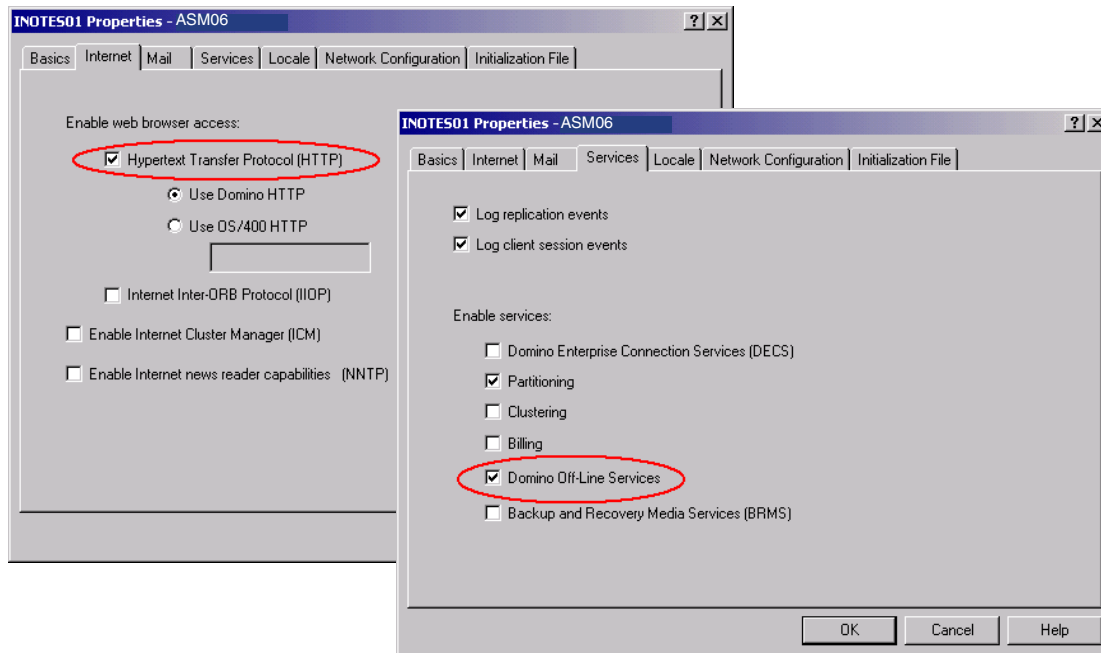 INOTES01 Properties - ASM06
Basics Internet Mail Services Locale Network Configuration Initialization File
Enable web browser access:
Hypertext Transfer Protocol (HTTP)
Use Domino HTTP
Use OS/400 HTTP
Internet Inter-ORB Protocol (IIOP)
Enable Internet Cluster Manager (ICM)
Enable Internet news reader capabilities (NNTP)
INOTES01 Properties - ASM06
Basics Internet Mail Services Locale Network Configuration Initialization File
Log replication events
Log client session events
Enable services:
Domino Enterprise Connection Services (DECS)
Partitioning
Clustering
Billing
Domino Off-Line Services
Backup and Recovery Media Services (BRMS)
OK Cancel Help